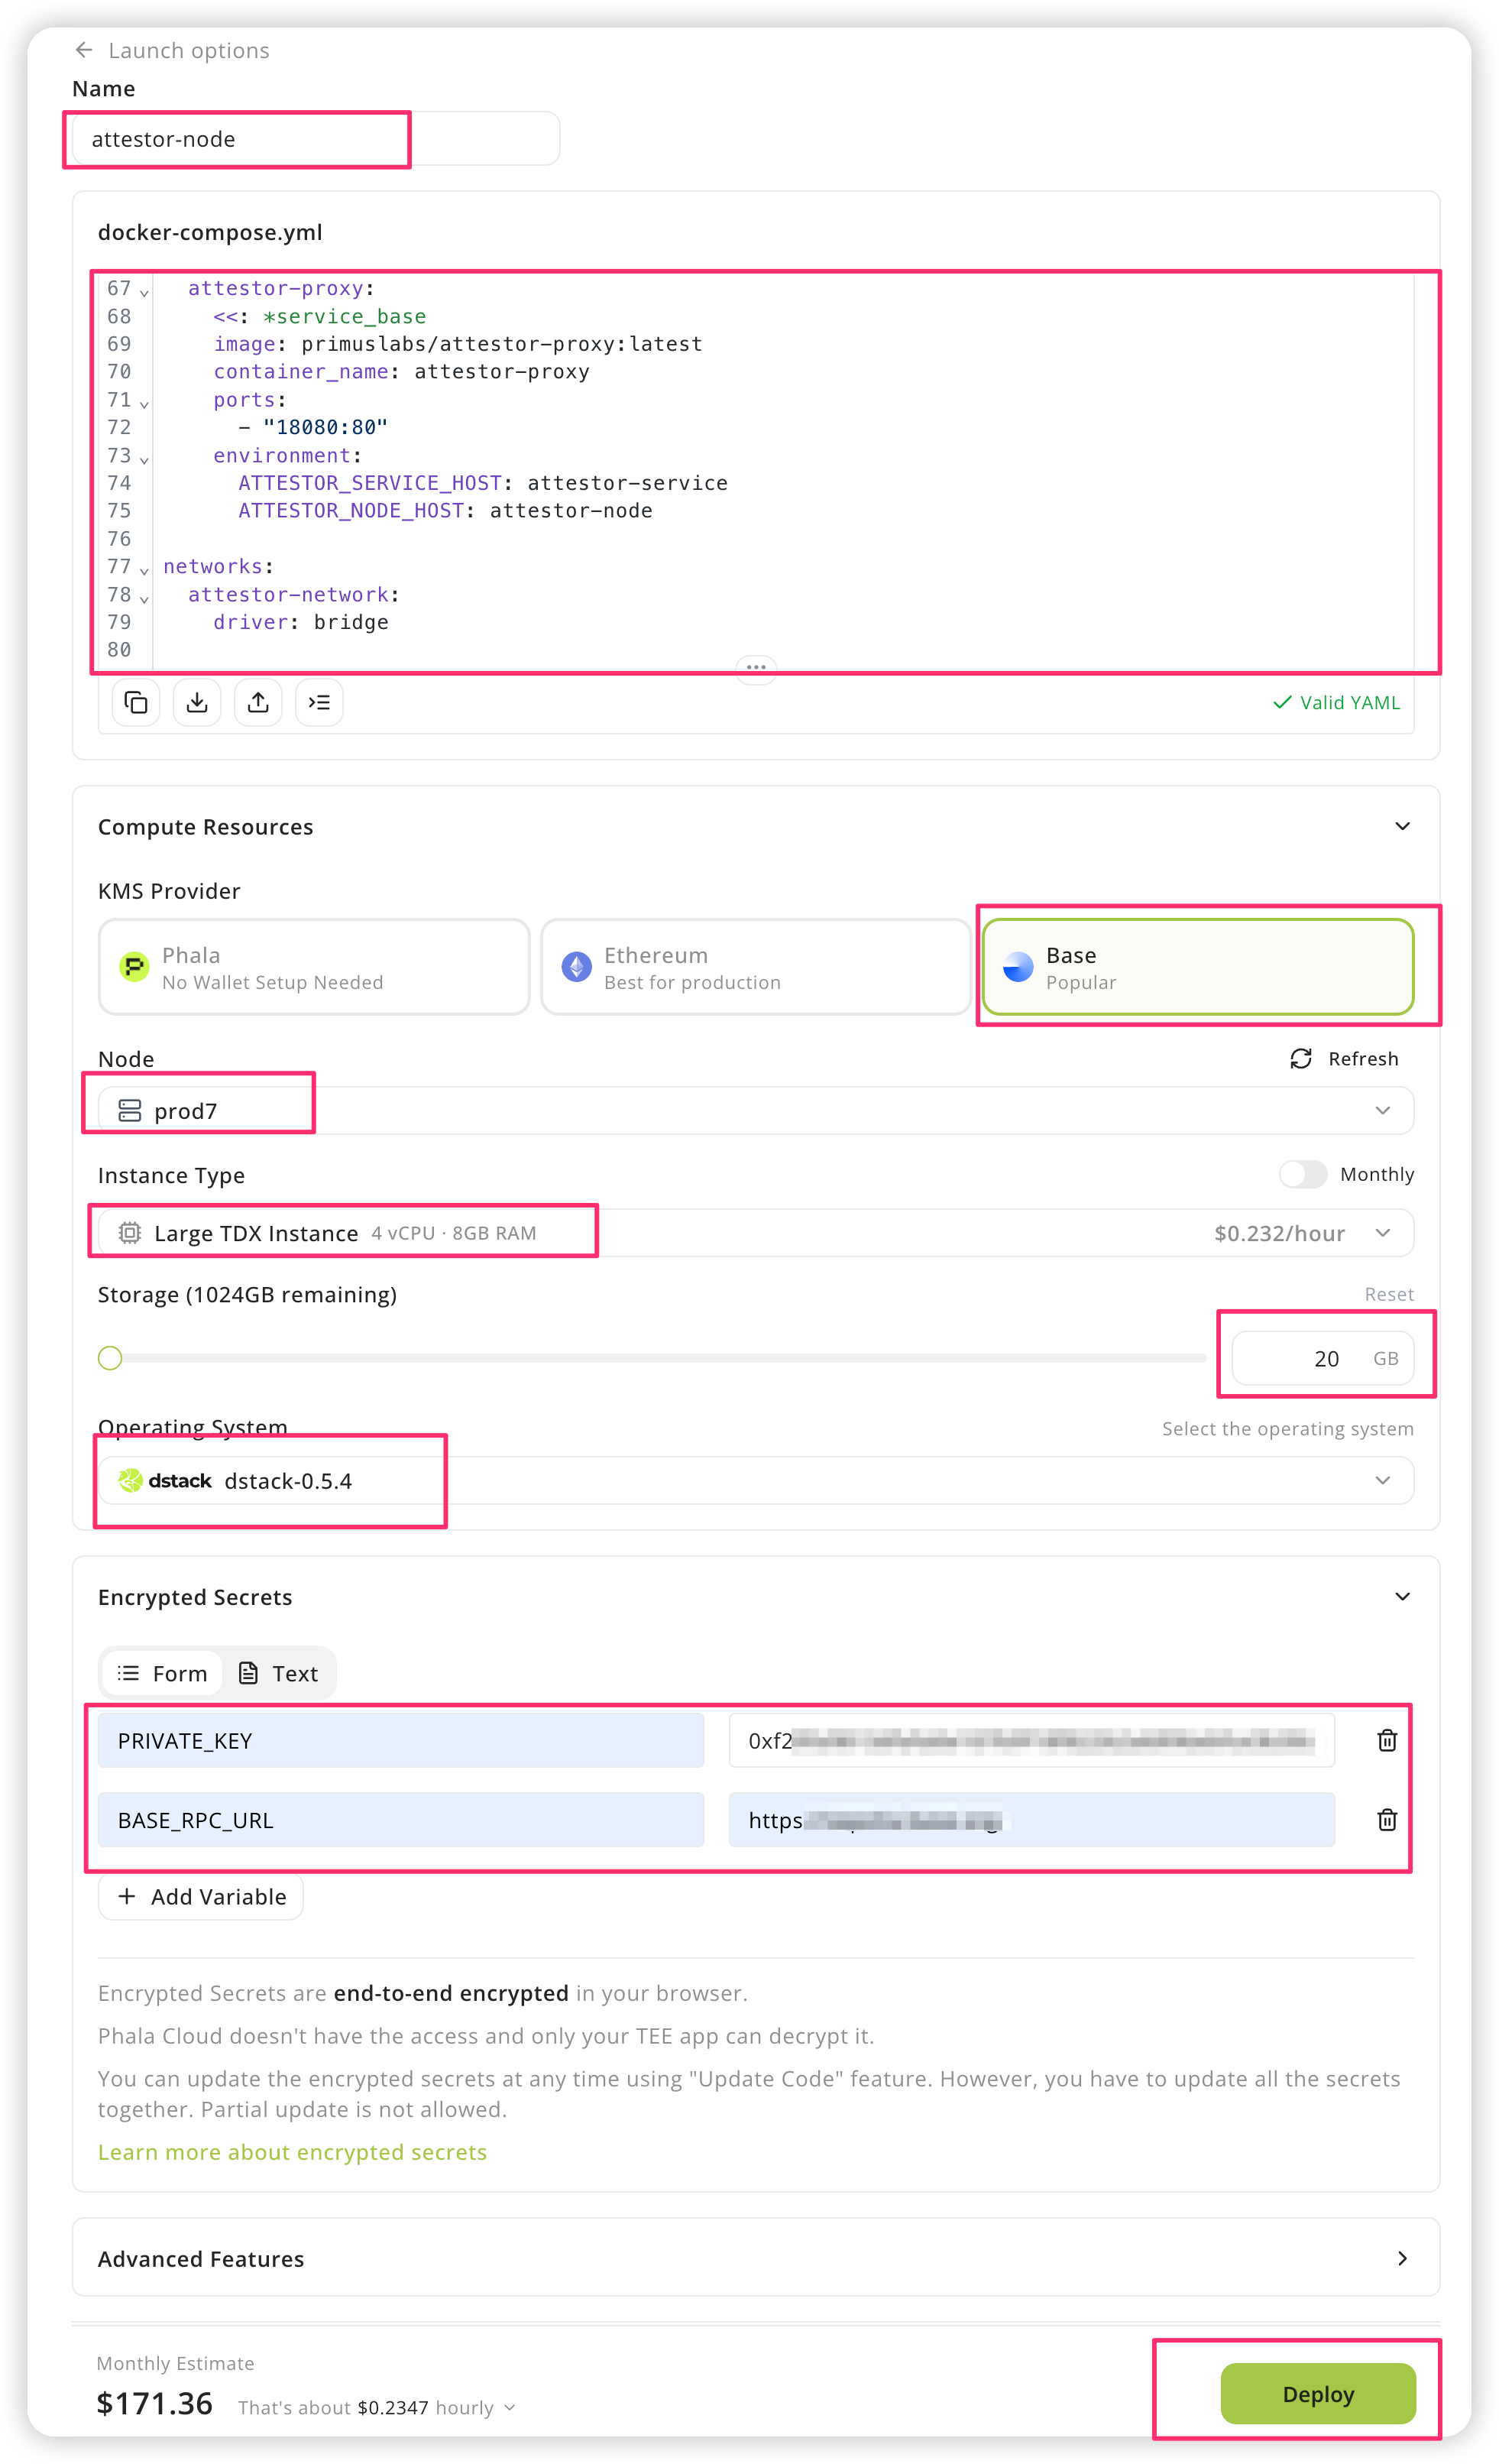 Launch options
Name
attestor-node
docker-compose.yml
67 attestor-proxy:
68 <<: *service_base
69 image: primuslabs/attestor-proxy:latest
70 container_name: attestor-proxy
71 ports:
72 - "18080:80"
73 environment:
74 ATTESTOR_SERVICE_HOST: attestor-service
75 ATTESTOR_NODE_HOST: attestor-node
76
77 networks:
78 attestor-network:
79 driver: bridge
80
Valid YAML
Compute Resources
KMS Provider
Phala
No Wallet Setup Needed
Ethereum
Best for production
Base
Popular
Node
Refresh
prod7
Instance Type
Monthly
Large TDX Instance 4 vCPU · 8GB RAM
$0.232/hour
Storage (1024GB remaining)
Reset
20 GB
Operating System
Select the operating system
dstack dstack-0.5.4
Encrypted Secrets
Form
Text
PRIVATE_KEY
0xf2
BASE_RPC_URL
https
+ Add Variable
Encrypted Secrets are end-to-end encrypted in your browser.
Phala Cloud doesn't have the access and only your TEE app can decrypt it.
You can update the encrypted secrets at any time using "Update Code" feature. However, you have to update all the secrets
together. Partial update is not allowed.
Learn more about encrypted secrets
Advanced Features
Monthly Estimate
$171.36 That's about $0.2347 hourly
Deploy